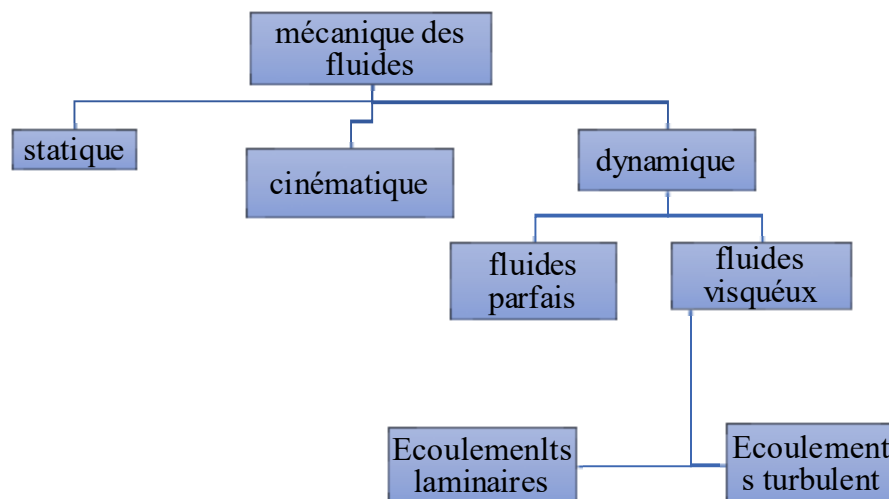 mécanique des
fluides
statique
cinématique
dynamique
fluides
parfais
fluides
visquéux
Ecoulemenlts
laminaires
Ecoulement
s turbulent